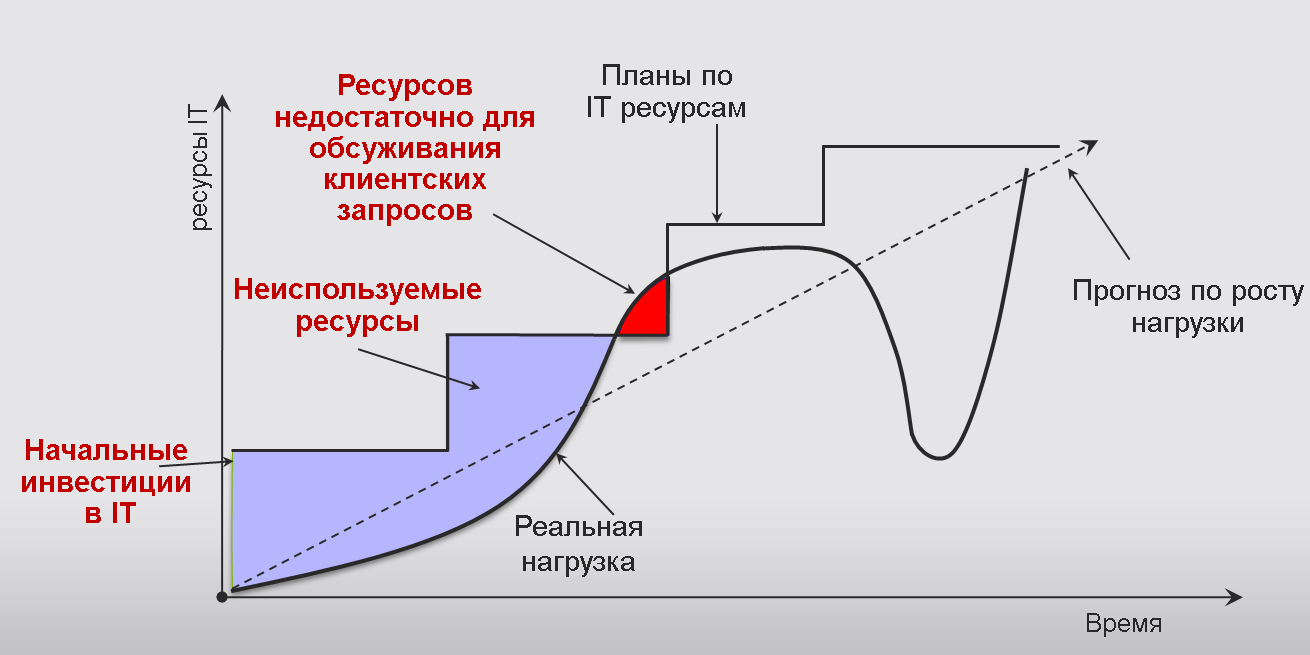 Планы по
IT ресурсам
Ресурсов
недостаточно для
обсуживания
клиентских
запросов
ресурсы IT
Неиспользуемые
ресурсы
Прогноз по росту
нагрузки
Начальные
инвестиции
в IT
Реальная
нагрузка
Время